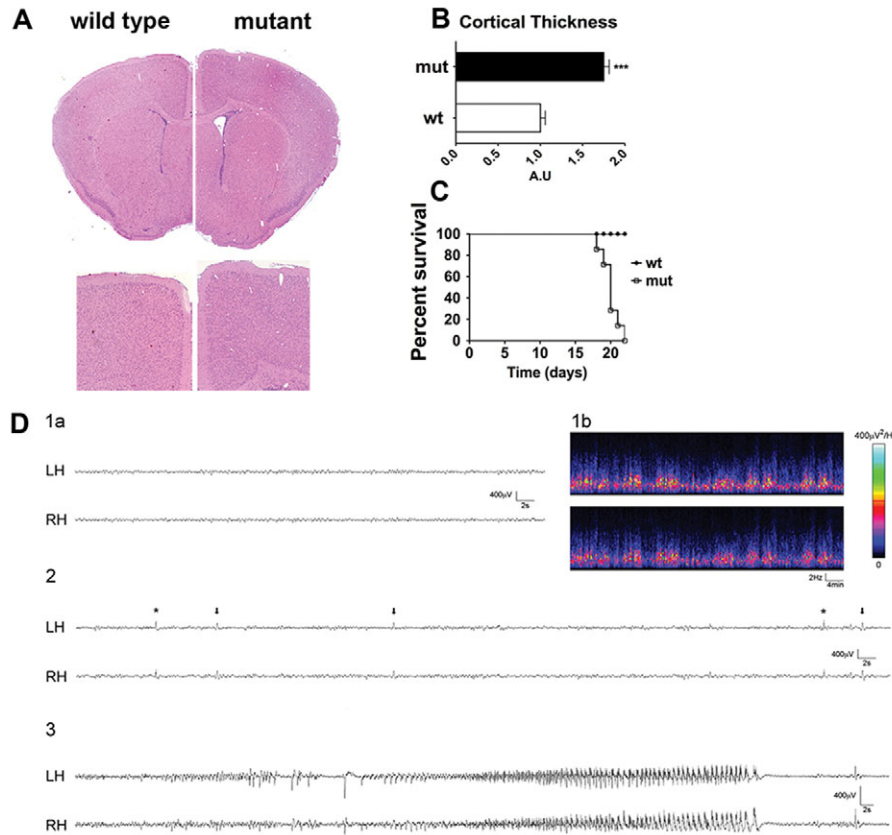 A
wild type mutant
B Cortical Thickness
mut
***
wt
0.0 0.5 1.0 1.5 2.0
A.U
C
Percent survival
100
80
60
40
20
0
0 5 10 15 20
Time (days)
wt
mut
D
1a
LH
RH
400µV
2s
1b
400µV²/H
0
2Hz
4min
2
* *
LH
RH
400µV
2s
3
LH
RH
400µV
2s